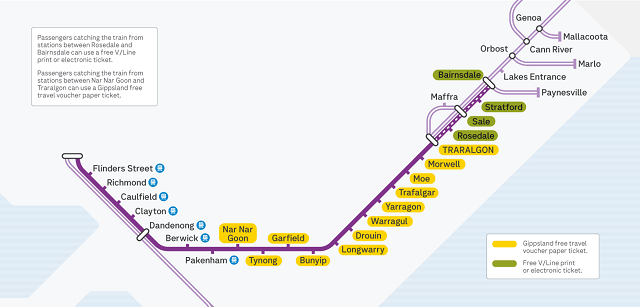 Passengers catching the train from
stations between Rosedale and
Bairnsdale can use a free V/Line
print or electronic ticket.
Passengers catching the train from
stations between Nar Nar Goon and
Traralgon can use a Gippsland free
travel voucher paper ticket.
Genoa
Mallacoota
Orbost
Cann River
Marlo
Bairnsdale
Lakes Entrance
Paynesville
Maffra
Stratford
Sale
Rosedale
TRARALGON
Morwell
Moe
Trafalgar
Yarragon
Warragul
Drouin
Longwarry
Flinders Street
Richmond
Caulfield
Clayton
Dandenong
Berwick
Pakenham
Nar Nar
Goon
Tynong
Garfield
Bunyip
Gippsland free travel
voucher paper ticket.
Free V/Line print
or electronic ticket.